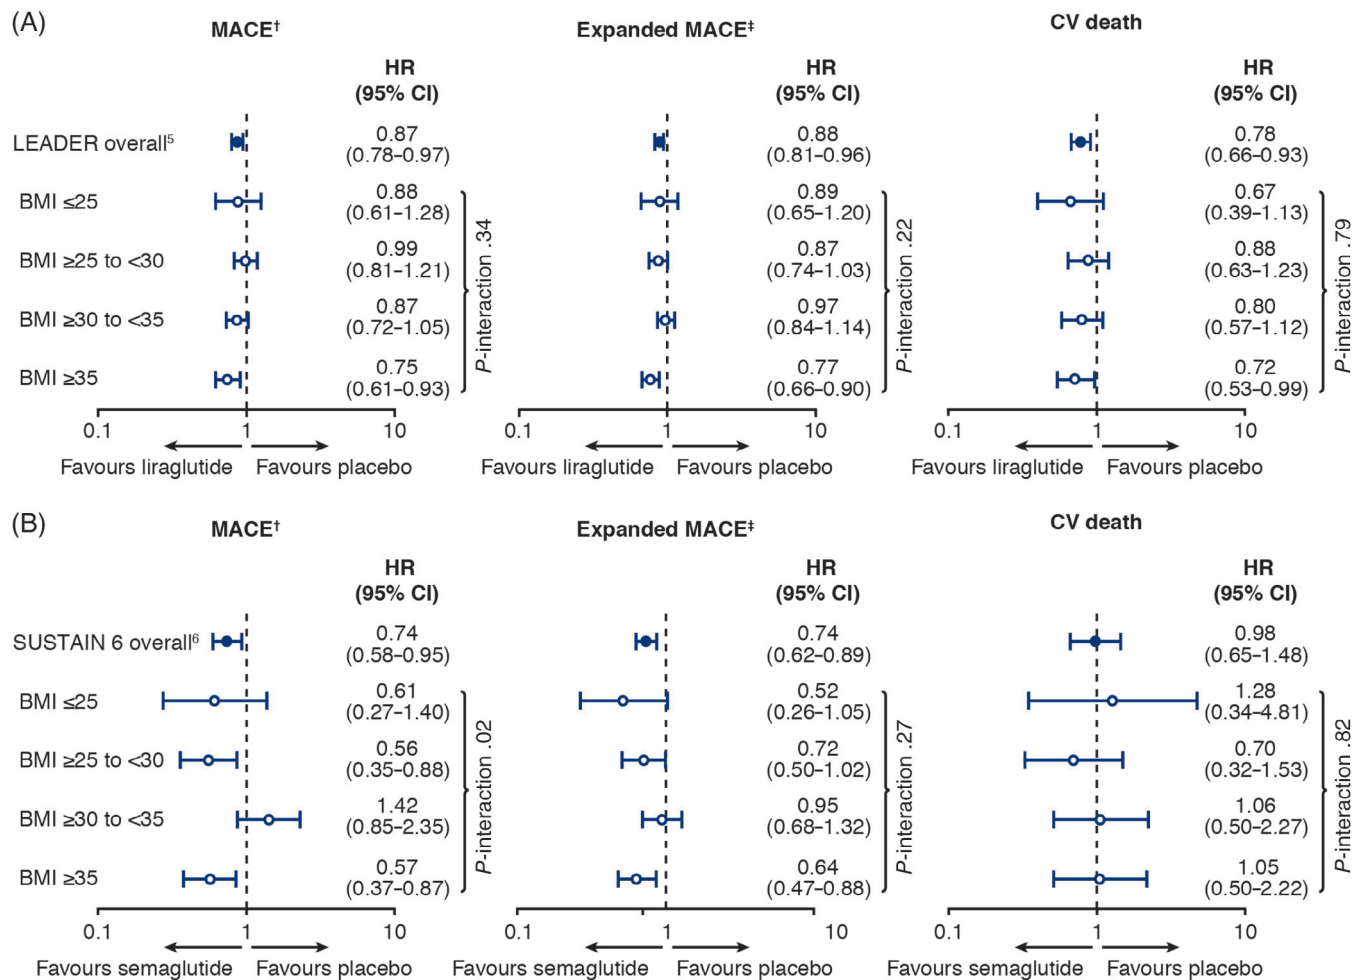 (A)
MACE†
Expanded MACE‡
CV death
HR
(95% CI)
HR
(95% CI)
HR
(95% CI)
LEADER overall5
0.87
(0.78–0.97)
0.88
(0.81–0.96)
0.78
(0.66–0.93)
BMI ≤25
0.88
(0.61–1.28)
0.89
(0.65–1.20)
0.67
(0.39–1.13)
BMI ≥25 to <30
0.99
(0.81–1.21)
0.87
(0.74–1.03)
0.88
(0.63–1.23)
BMI ≥30 to <35
0.87
(0.72–1.05)
0.97
(0.84–1.14)
0.80
(0.57–1.12)
BMI ≥35
0.75
(0.61–0.93)
0.77
(0.66–0.90)
0.72
(0.53–0.99)
P-interaction .34
P-interaction .22
P-interaction .79
0.1 1 10
0.1 1 10
0.1 1 10
Favours liraglutide Favours placebo
Favours liraglutide Favours placebo
Favours liraglutide Favours placebo
(B)
MACE†
Expanded MACE‡
CV death
HR
(95% CI)
HR
(95% CI)
HR
(95% CI)
SUSTAIN 6 overall6
0.74
(0.58–0.95)
0.74
(0.62–0.89)
0.98
(0.65–1.48)
BMI ≤25
0.61
(0.27–1.40)
0.52
(0.26–1.05)
1.28
(0.34–4.81)
BMI ≥25 to <30
0.56
(0.35–0.88)
0.72
(0.50–1.02)
0.70
(0.32–1.53)
BMI ≥30 to <35
1.42
(0.85–2.35)
0.95
(0.68–1.32)
1.06
(0.50–2.27)
BMI ≥35
0.57
(0.37–0.87)
0.64
(0.47–0.88)
1.05
(0.50–2.22)
P-interaction .02
P-interaction .27
P-interaction .82
0.1 1 10
0.1 1 10
0.1 1 10
Favours semaglutide Favours placebo
Favours semaglutide Favours placebo
Favours semaglutide Favours placebo